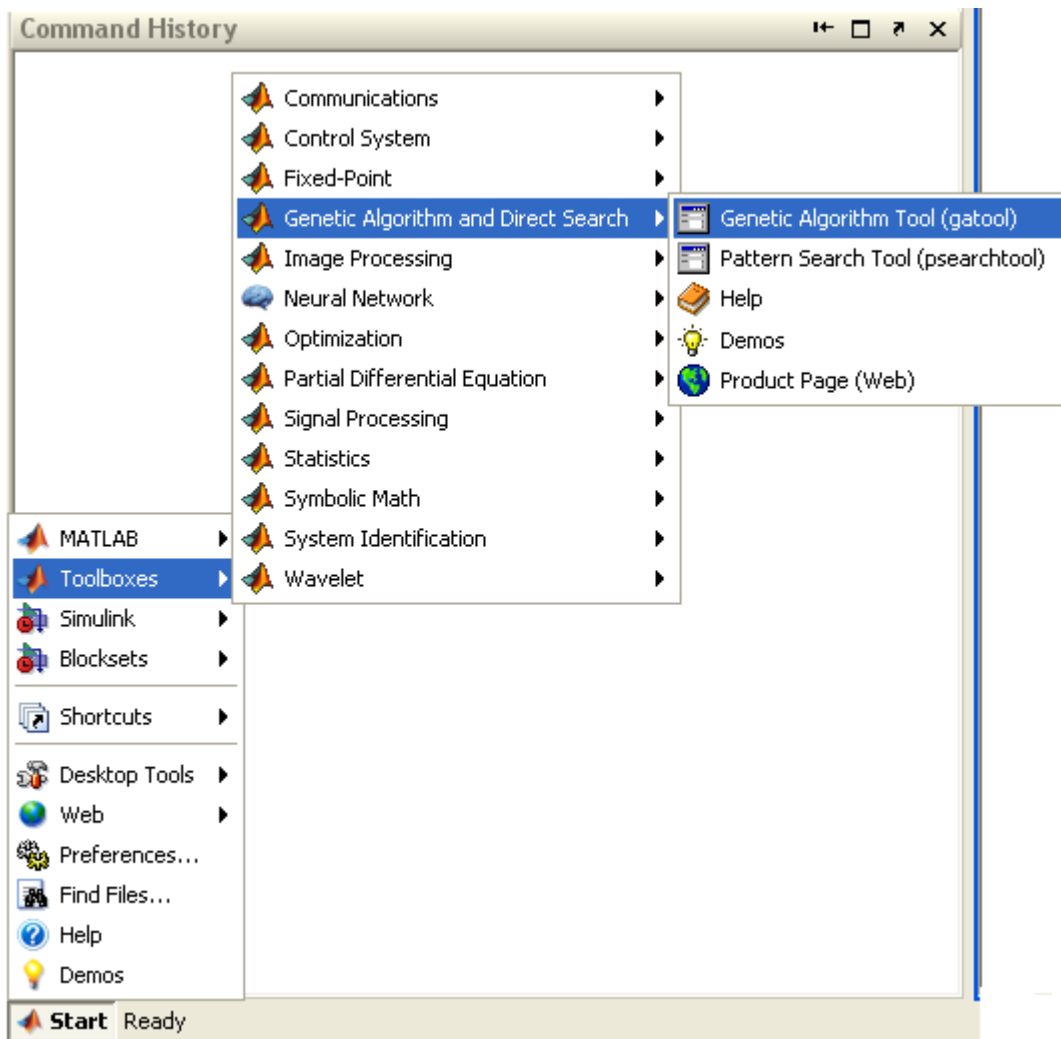 Command History
Communications
Control System
Fixed-Point
Genetic Algorithm and Direct Search
Image Processing
Neural Network
Optimization
Partial Differential Equation
Signal Processing
Statistics
Symbolic Math
System Identification
Wavelet
Genetic Algorithm Tool (gatool)
Pattern Search Tool (psearchtool)
Help
Demos
Product Page (Web)
MATLAB
Toolboxes
Simulink
Blocksets
Shortcuts
Desktop Tools
Web
Preferences...
Find Files...
Help
Demos
Start Ready